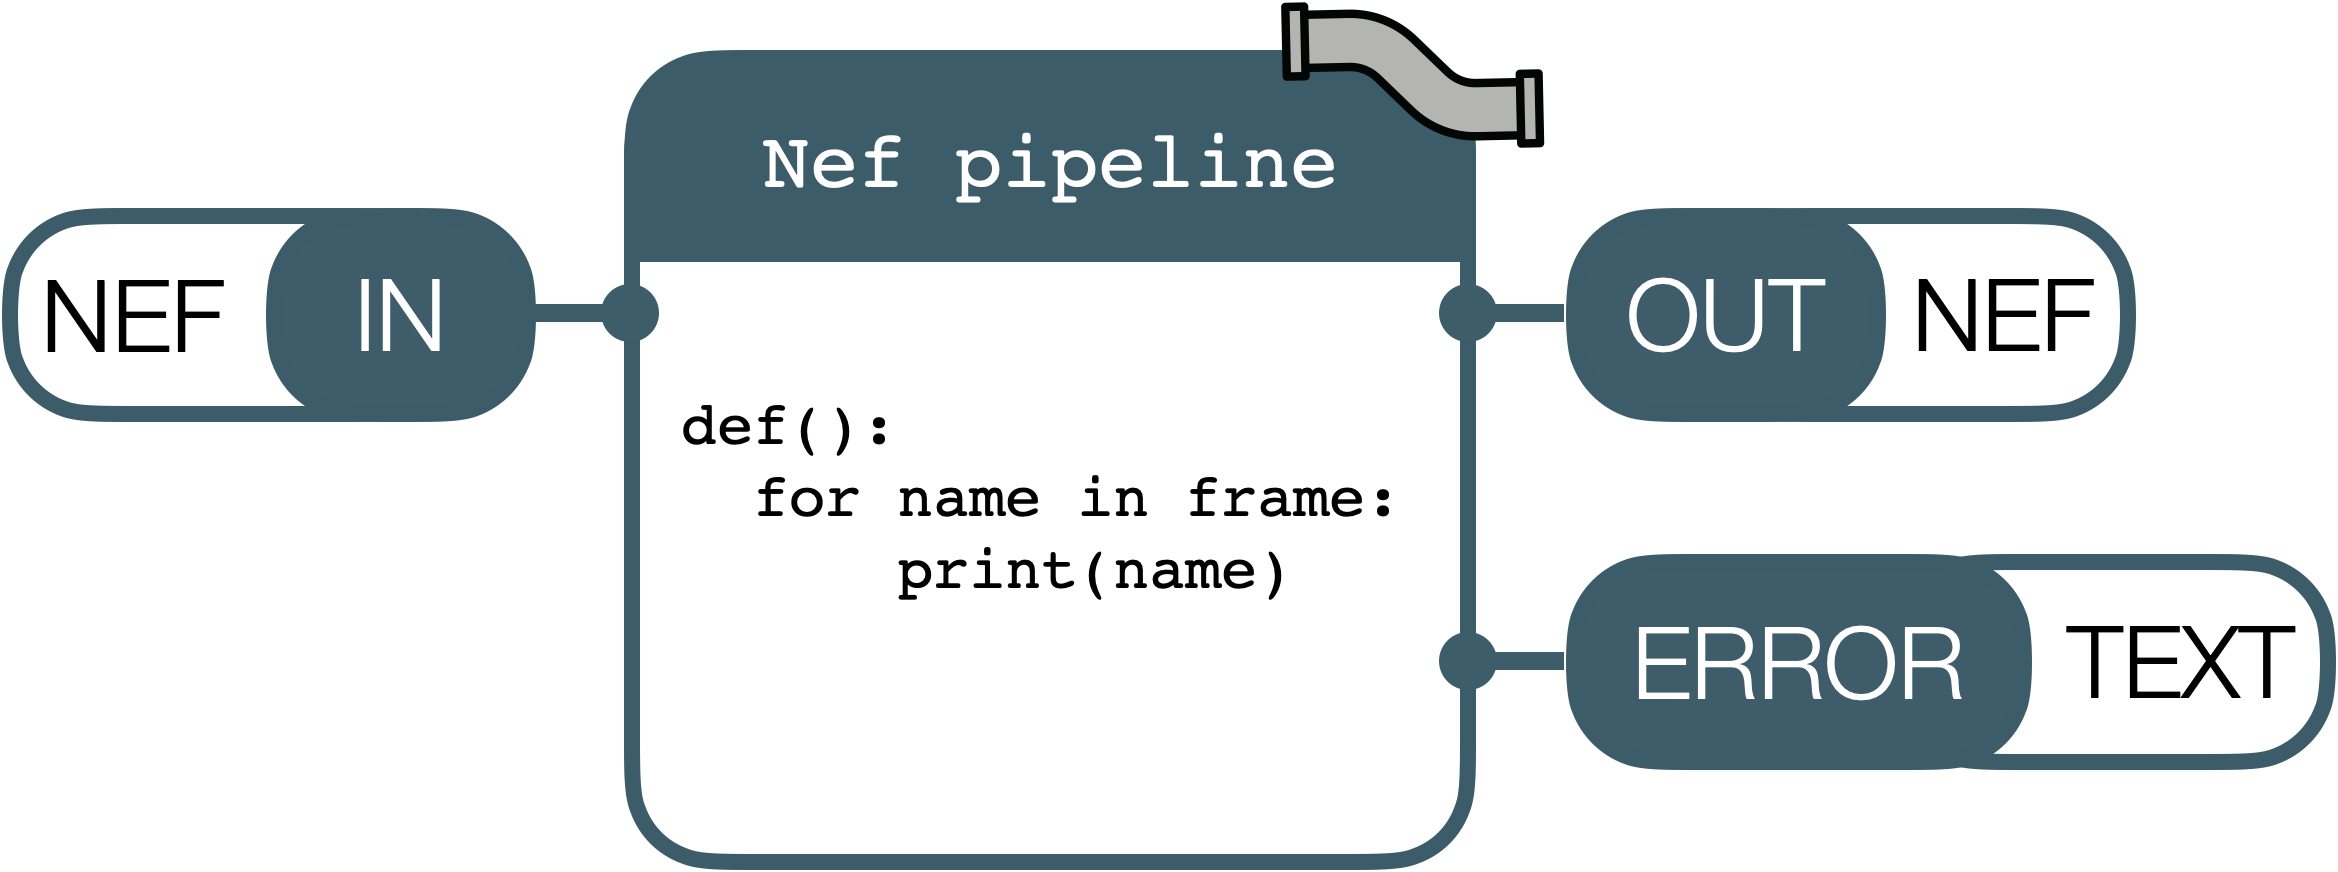 Nef pipeline
NEF IN
OUT NEF
def():
  for name in frame:
      print(name)
ERROR TEXT